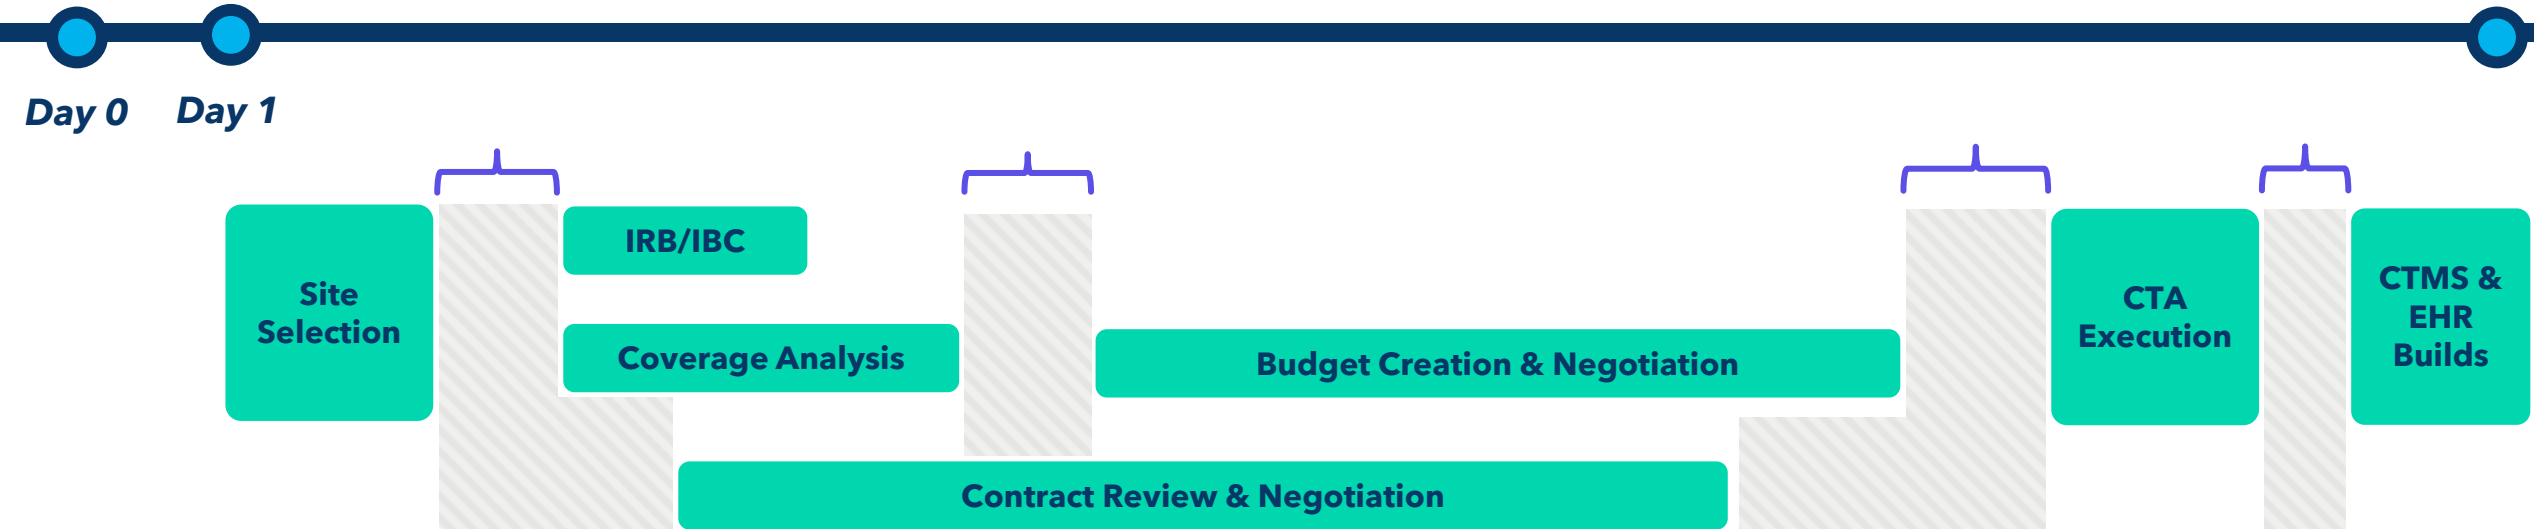 Day 0
Day 1
Site
Selection
IRB/IBC
Coverage Analysis
Budget Creation & Negotiation
Contract Review & Negotiation
CTA
Execution
CTMS &
EHR
Builds